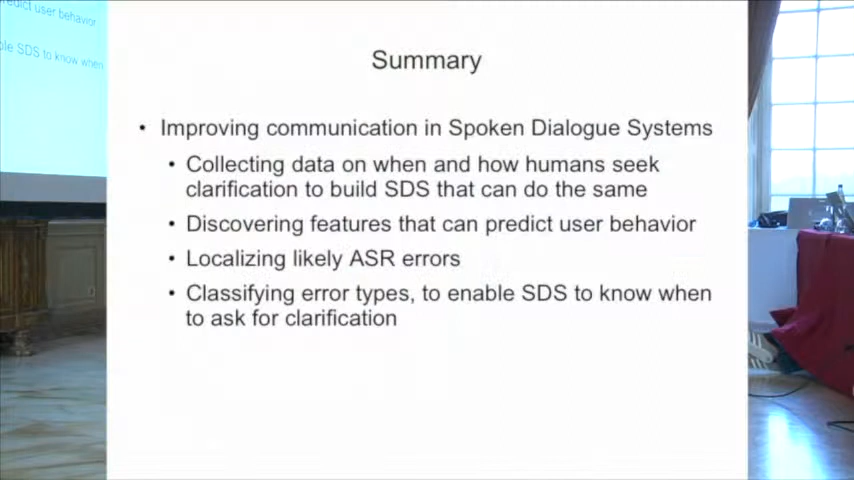 redict user behavior
ble SDS to know when
Summary
• Improving communication in Spoken Dialogue Systems
• Collecting data on when and how humans seek
clarification to build SDS that can do the same
• Discovering features that can predict user behavior
• Localizing likely ASR errors
• Classifying error types, to enable SDS to know when
to ask for clarification